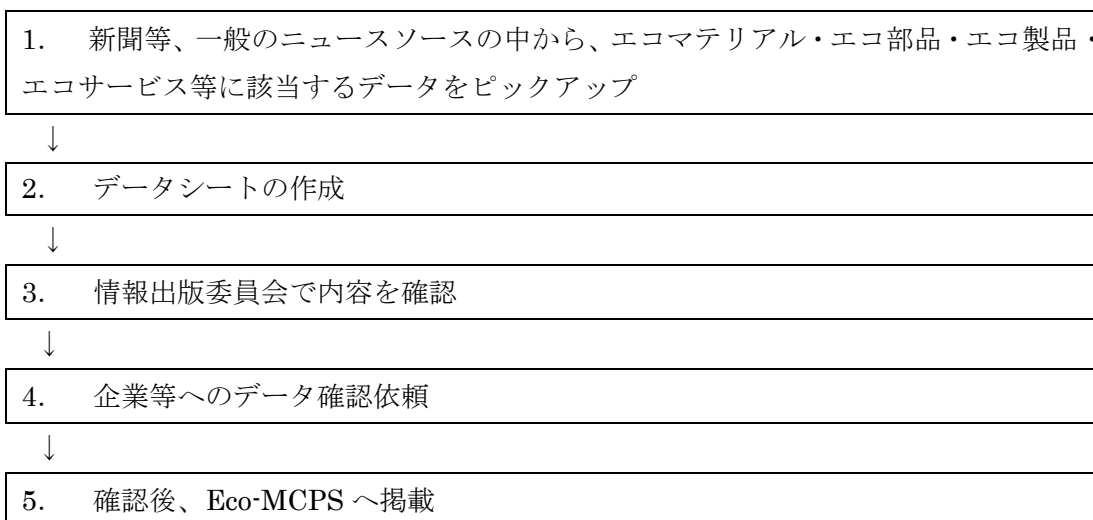 1. 新聞等、一般のニュースソースの中から、エコマテリアル・エコ部品・エコ製品・
エコサービス等に該当するデータをピックアップ
↓
2. データシートの作成
↓
3. 情報出版委員会で内容を確認
↓
4. 企業等へのデータ確認依頼
↓
5. 確認後、Eco-MCPS へ掲載